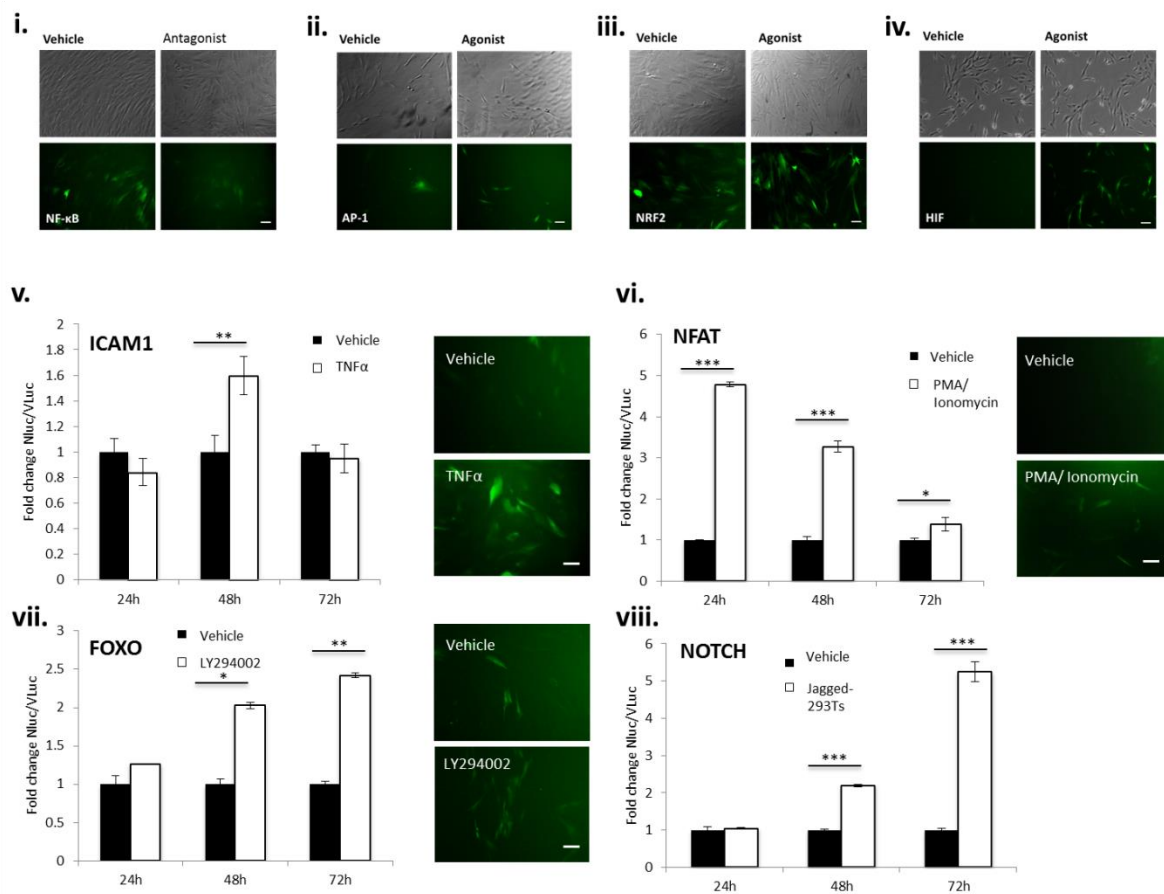 i.
Vehicle Antagonist
NF-κB
ii.
Vehicle Agonist
AP-1
iii.
Vehicle Agonist
NRF2
iv.
Vehicle Agonist
HIF
v.
ICAM1
Fold change Nluc/VLuc
2
1.8
1.6
1.4
1.2
1
0.8
0.6
0.4
0.2
0
**
Vehicle
TNFα
24h 48h 72h
Vehicle
TNFα
vi.
NFAT
Fold change Nluc/VLuc
6
5
4
3
2
1
0
***
***
*
Vehicle
PMA/
Ionomycin
24h 48h 72h
Vehicle
PMA/ Ionomycin
vii.
FOXO
Fold change Nluc/VLuc
3
2.5
2
1.5
1
0.5
0
Vehicle
LY294002
*
**
24h 48h 72h
Vehicle
LY294002
viii.
NOTCH
Fold change Nluc/VLuc
6
5
4
3
2
1
0
Vehicle
Jagged-
293Ts
***
***
24h 48h 72h